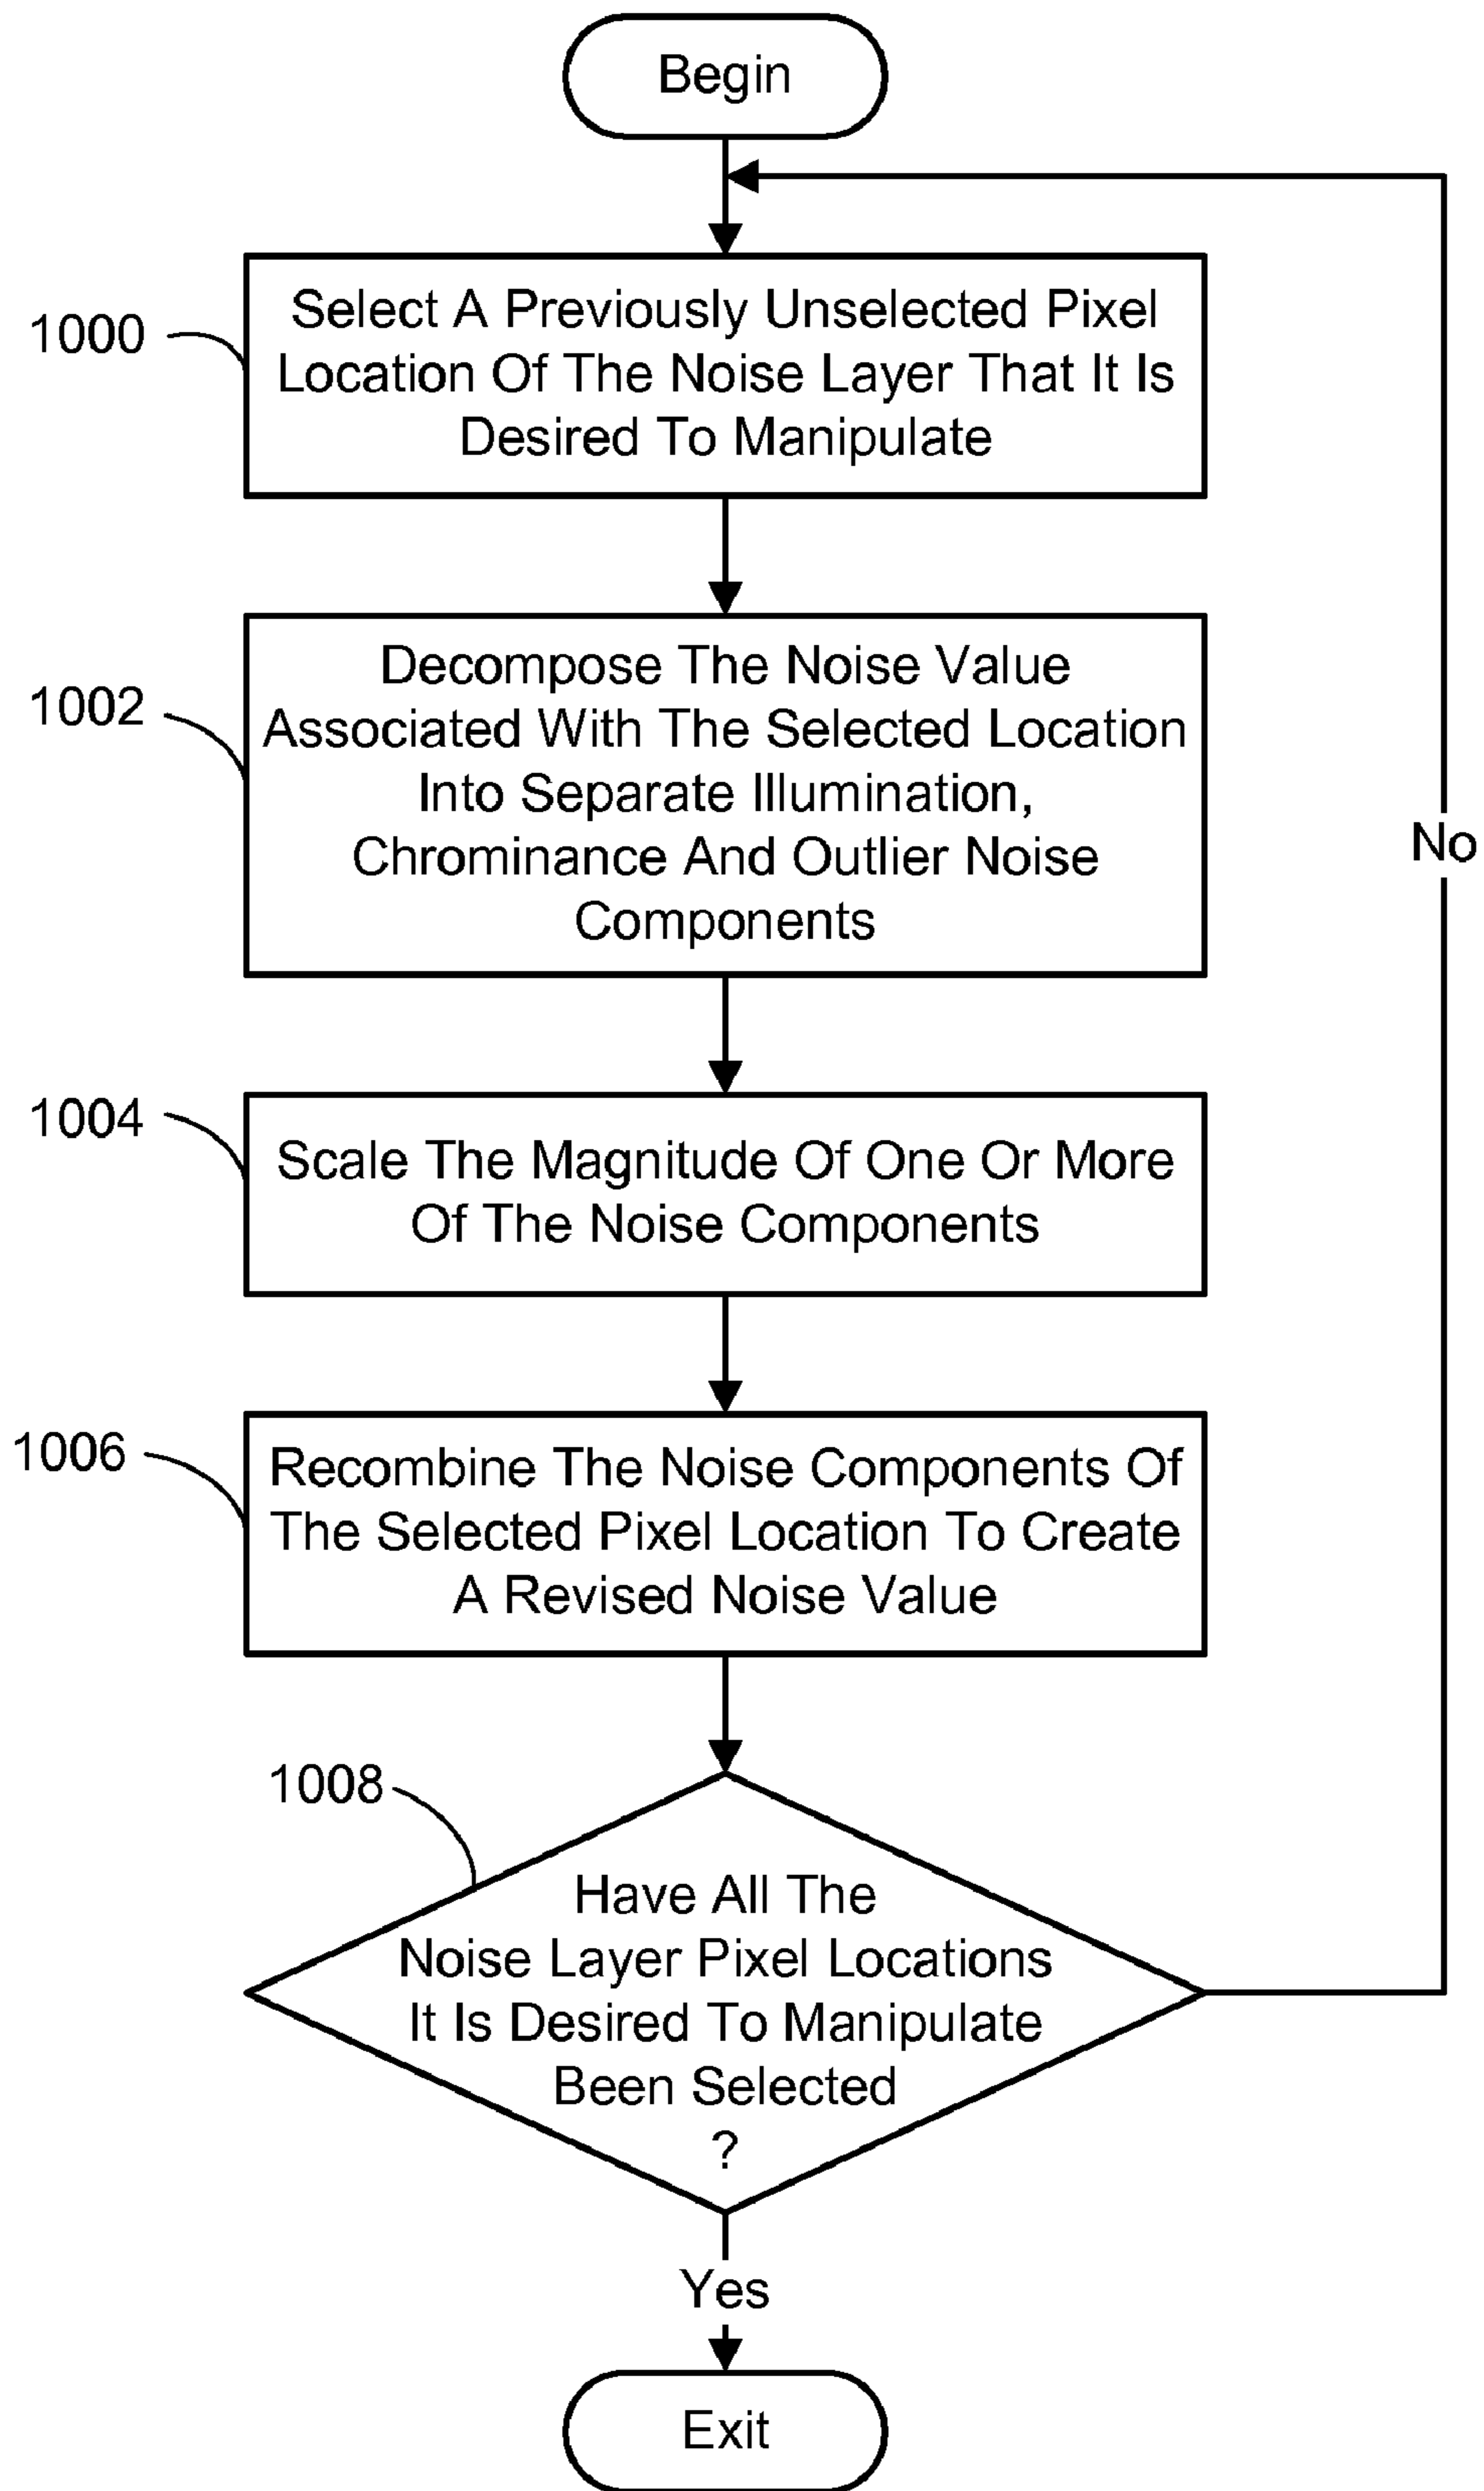 Begin
1000
Select A Previously Unselected Pixel
Location Of The Noise Layer That It Is
Desired To Manipulate
1002
Decompose The Noise Value
Associated With The Selected Location
Into Separate Illumination,
Chrominance And Outlier Noise
Components
No
1004
Scale The Magnitude Of One Or More
Of The Noise Components
1006
Recombine The Noise Components Of
The Selected Pixel Location To Create
A Revised Noise Value
1008
Have All The
Noise Layer Pixel Locations
It Is Desired To Manipulate
Been Selected
?
Yes
Exit